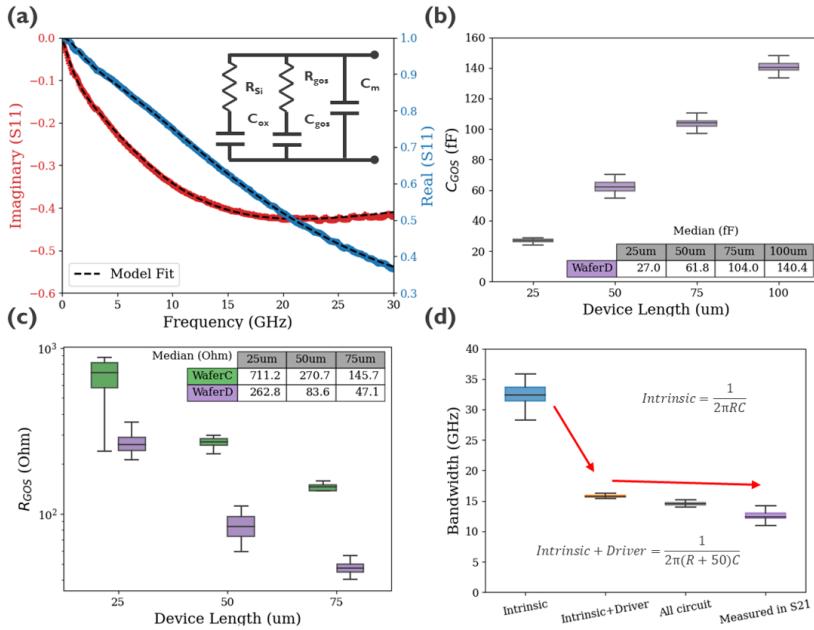 (a)
0.0
-0.1
-0.2
-0.3
-0.4
-0.5
-0.6
Imaginary (S11)
1.0
0.9
0.8
0.7
0.6
0.5
0.4
0.3
Real (S11)
R_Si
R_gos
C_m
C_ox
C_gos
Model Fit
0 5 10 15 20 25 30
Frequency (GHz)
(b)
160
140
120
100
80
60
40
20
0
C_GOS (fF)
Median (fF)
25um 50um 75um 100um
WaferD 27.0 61.8 104.0 140.4
25 50 75 100
Device Length (um)
(c)
10³
10²
R_GOS (Ohm)
Median (Ohm)
25um 50um 75um
WaferC 711.2 270.7 145.7
WaferD 262.8 83.6 47.1
25 50 75
Device Length (um)
(d)
40
35
30
25
20
15
10
5
0
Bandwidth (GHz)
Intrinsic = 1/2πRC
Intrinsic + Driver = 1/2π(R + 50)C
Intrinsic Intrinsic+Driver All circuit Measured in S21